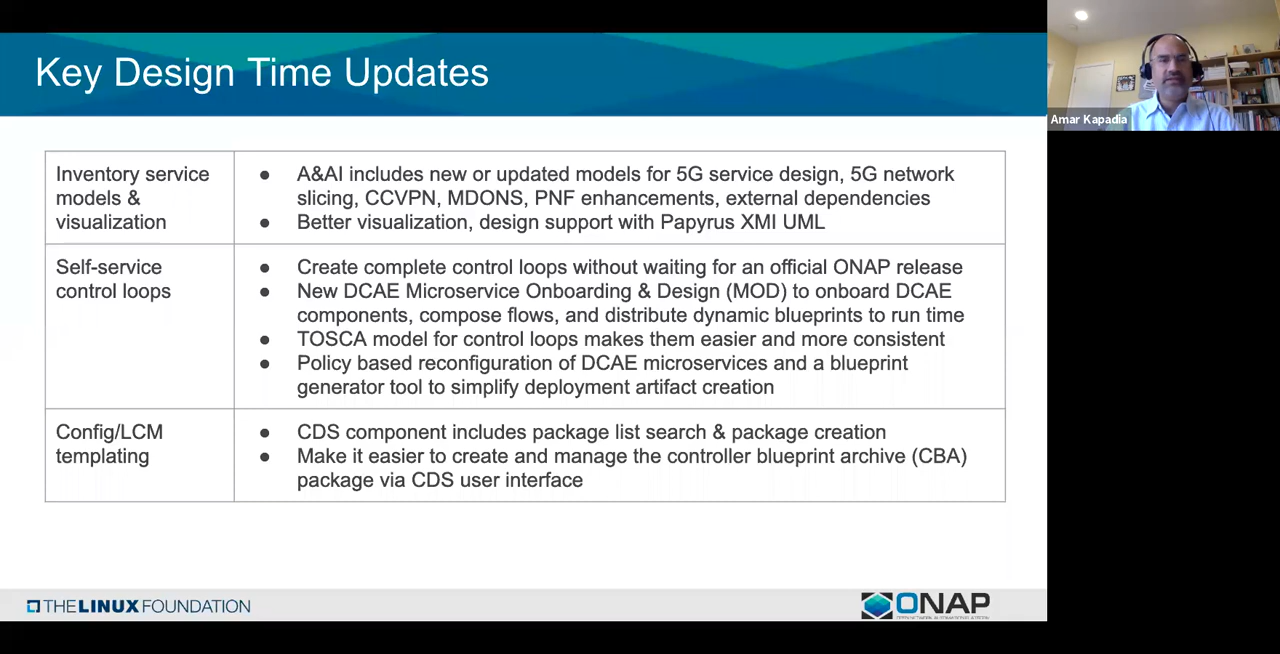 Key Design Time Updates
Amar Kapadia
Inventory service
models &
visualization
● A&AI includes new or updated models for 5G service design, 5G network
slicing, CCVPN, MDONS, PNF enhancements, external dependencies
● Better visualization, design support with Papyrus XMI UML
Self-service
control loops
● Create complete control loops without waiting for an official ONAP release
● New DCAE Microservice Onboarding & Design (MOD) to onboard DCAE
components, compose flows, and distribute dynamic blueprints to run time
● TOSCA model for control loops makes them easier and more consistent
● Policy based reconfiguration of DCAE microservices and a blueprint
generator tool to simplify deployment artifact creation
Config/LCM
templating
● CDS component includes package list search & package creation
● Make it easier to create and manage the controller blueprint archive (CBA)
package via CDS user interface
THE LINUX FOUNDATION
ONAP